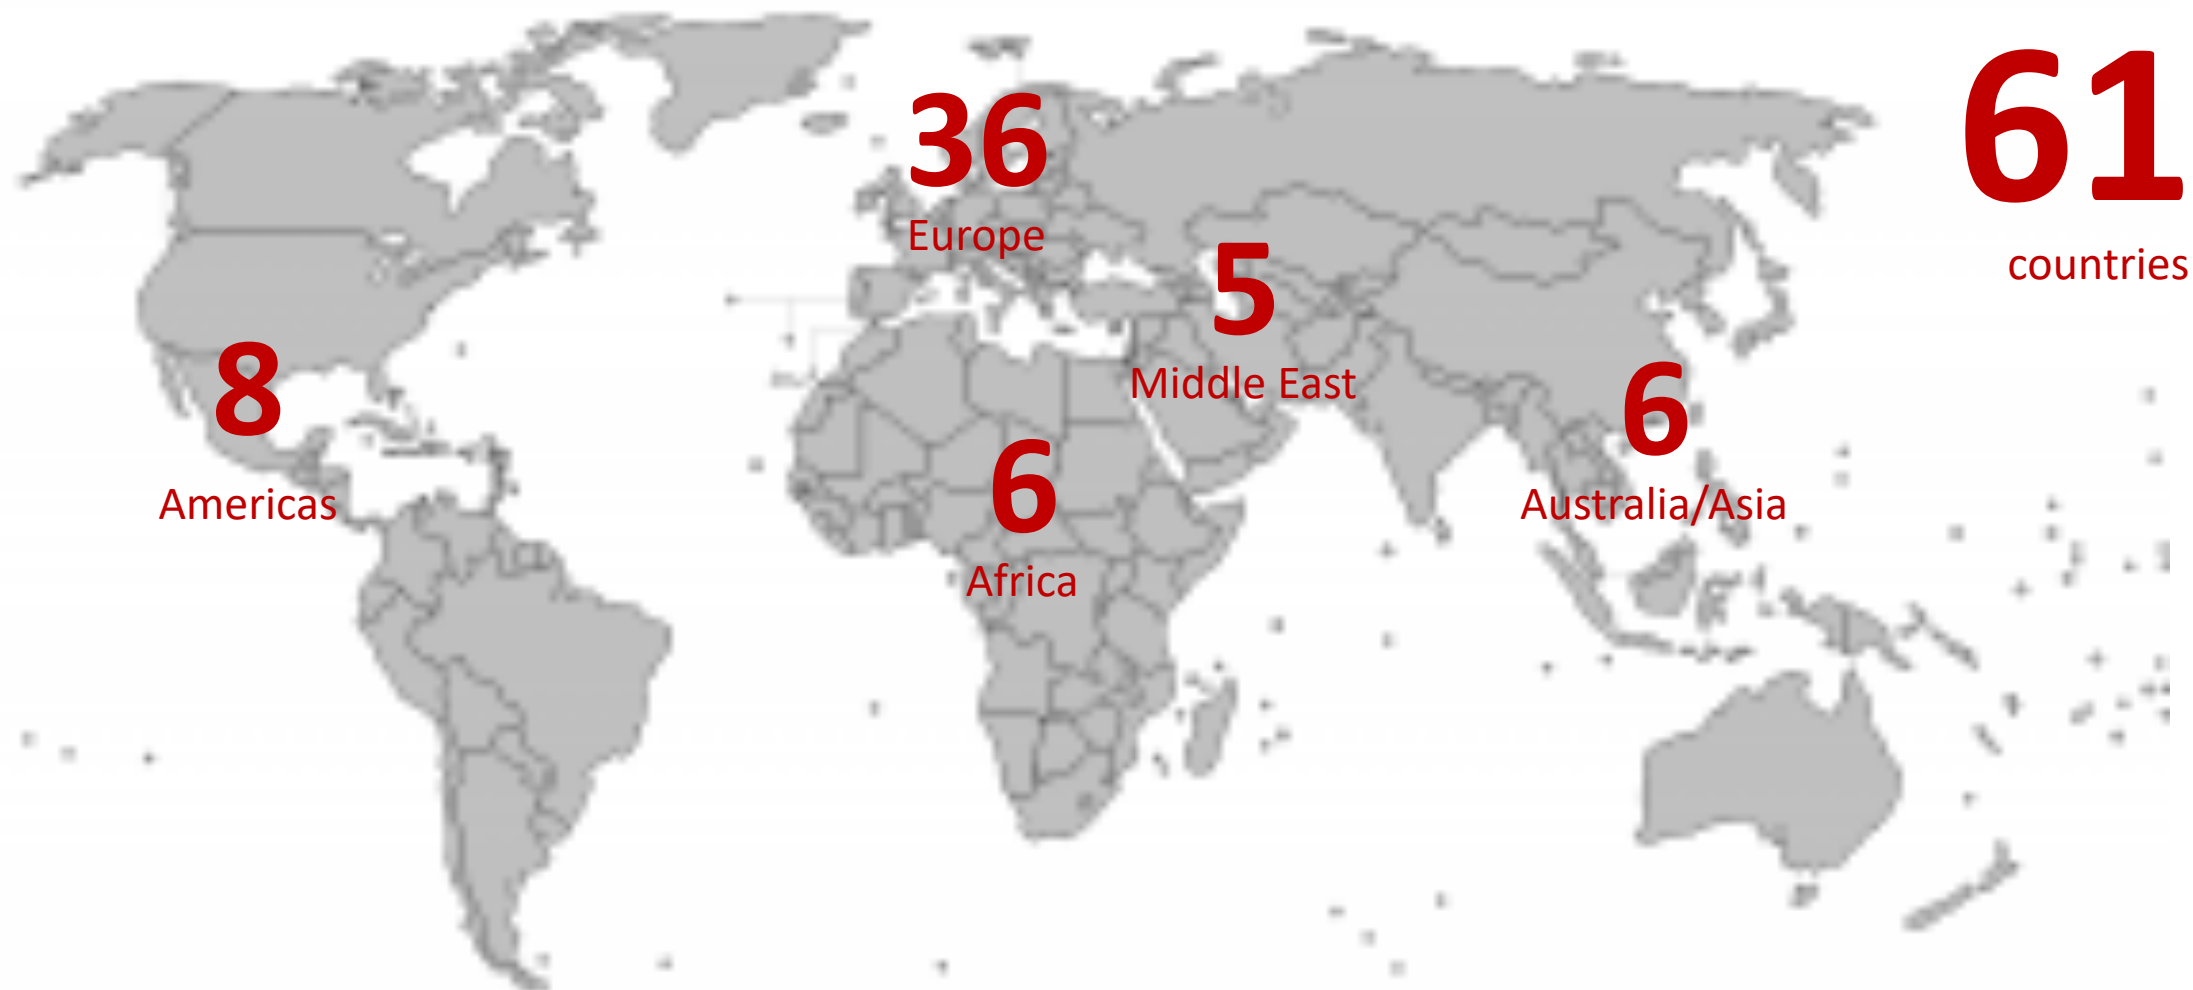 61
countries
36
Europe
5
Middle East
8
Americas
6
Australia/Asia
6
Africa